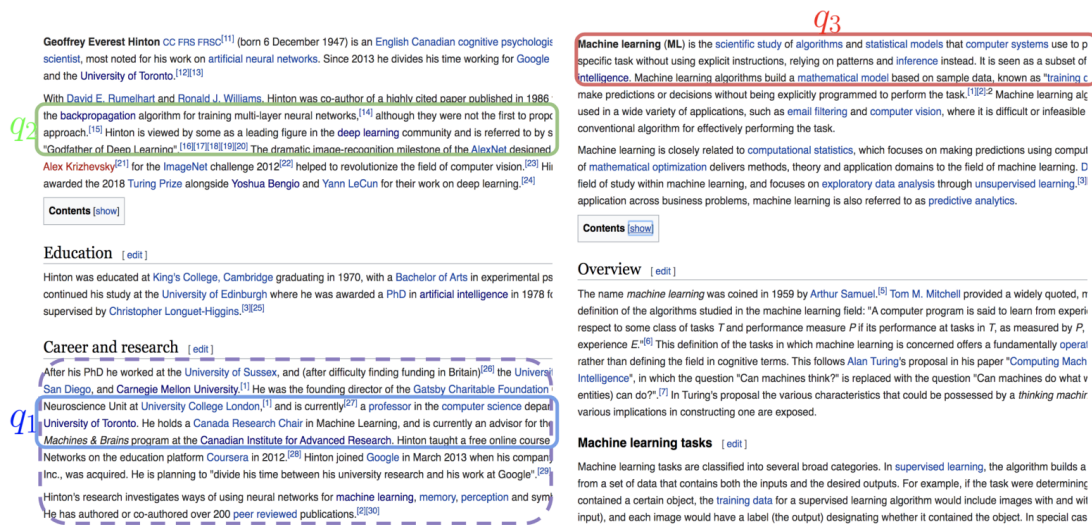 q3
Geoffrey Everest Hinton CC FRS FRSC[11] (born 6 December 1947) is an English Canadian cognitive psychologis
scientist, most noted for his work on artificial neural networks. Since 2013 he divides his time working for Google
and the University of Toronto.[12][13]
With David E. Rumelhart and Ronald J. Williams, Hinton was co-author of a highly cited paper published in 1986
q2
the backpropagation algorithm for training multi-layer neural networks,[14] although they were not the first to propo
approach.[15] Hinton is viewed by some as a leading figure in the deep learning community and is referred to by s
"Godfather of Deep Learning".[16][17][18][19][20] The dramatic image-recognition milestone of the AlexNet designed
Alex Krizhevsky[21] for the ImageNet challenge 2012[22] helped to revolutionize the field of computer vision.[23] Hi
awarded the 2018 Turing Prize alongside Yoshua Bengio and Yann LeCun for their work on deep learning.[24]
Contents [show]
Education [ edit ]
Hinton was educated at King's College, Cambridge graduating in 1970, with a Bachelor of Arts in experimental ps
continued his study at the University of Edinburgh where he was awarded a PhD in artificial intelligence in 1978 fo
supervised by Christopher Longuet-Higgins.[3][25]
Career and research [ edit ]
After his PhD he worked at the University of Sussex, and (after difficulty finding funding in Britain)[26] the Universi
San Diego, and Carnegie Mellon University.[1] He was the founding director of the Gatsby Charitable Foundation
q1
Neuroscience Unit at University College London,[1] and is currently[27] a professor in the computer science depar
University of Toronto. He holds a Canada Research Chair in Machine Learning, and is currently an advisor for the
Machines & Brains program at the Canadian Institute for Advanced Research. Hinton taught a free online course
Networks on the education platform Coursera in 2012.[28] Hinton joined Google in March 2013 when his company
Inc., was acquired. He is planning to "divide his time between his university research and his work at Google".[29]
Hinton's research investigates ways of using neural networks for machine learning, memory, perception and symb
He has authored or co-authored over 200 peer reviewed publications.[2][30]
Machine learning (ML) is the scientific study of algorithms and statistical models that computer systems use to p
specific task without using explicit instructions, relying on patterns and inference instead. It is seen as a subset of
intelligence. Machine learning algorithms build a mathematical model based on sample data, known as "training d
make predictions or decisions without being explicitly programmed to perform the task.[1][2]:2 Machine learning alg
used in a wide variety of applications, such as email filtering and computer vision, where it is difficult or infeasible
conventional algorithm for effectively performing the task.
Machine learning is closely related to computational statistics, which focuses on making predictions using comput
of mathematical optimization delivers methods, theory and application domains to the field of machine learning. D
field of study within machine learning, and focuses on exploratory data analysis through unsupervised learning.[3]
application across business problems, machine learning is also referred to as predictive analytics.
Contents [show]
Overview [ edit ]
The name machine learning was coined in 1959 by Arthur Samuel.[5] Tom M. Mitchell provided a widely quoted, m
definition of the algorithms studied in the machine learning field: "A computer program is said to learn from experi
respect to some class of tasks T and performance measure P if its performance at tasks in T, as measured by P,
experience E."[6] This definition of the tasks in which machine learning is concerned offers a fundamentally operat
rather than defining the field in cognitive terms. This follows Alan Turing's proposal in his paper "Computing Mach
Intelligence", in which the question "Can machines think?" is replaced with the question "Can machines do what w
entities) can do?".[7] In Turing's proposal the various characteristics that could be possessed by a thinking machin
various implications in constructing one are exposed.
Machine learning tasks [ edit ]
Machine learning tasks are classified into several broad categories. In supervised learning, the algorithm builds a
from a set of data that contains both the inputs and the desired outputs. For example, if the task were determining
contained a certain object, the training data for a supervised learning algorithm would include images with and wit
input), and each image would have a label (the output) designating whether it contained the object. In special cas